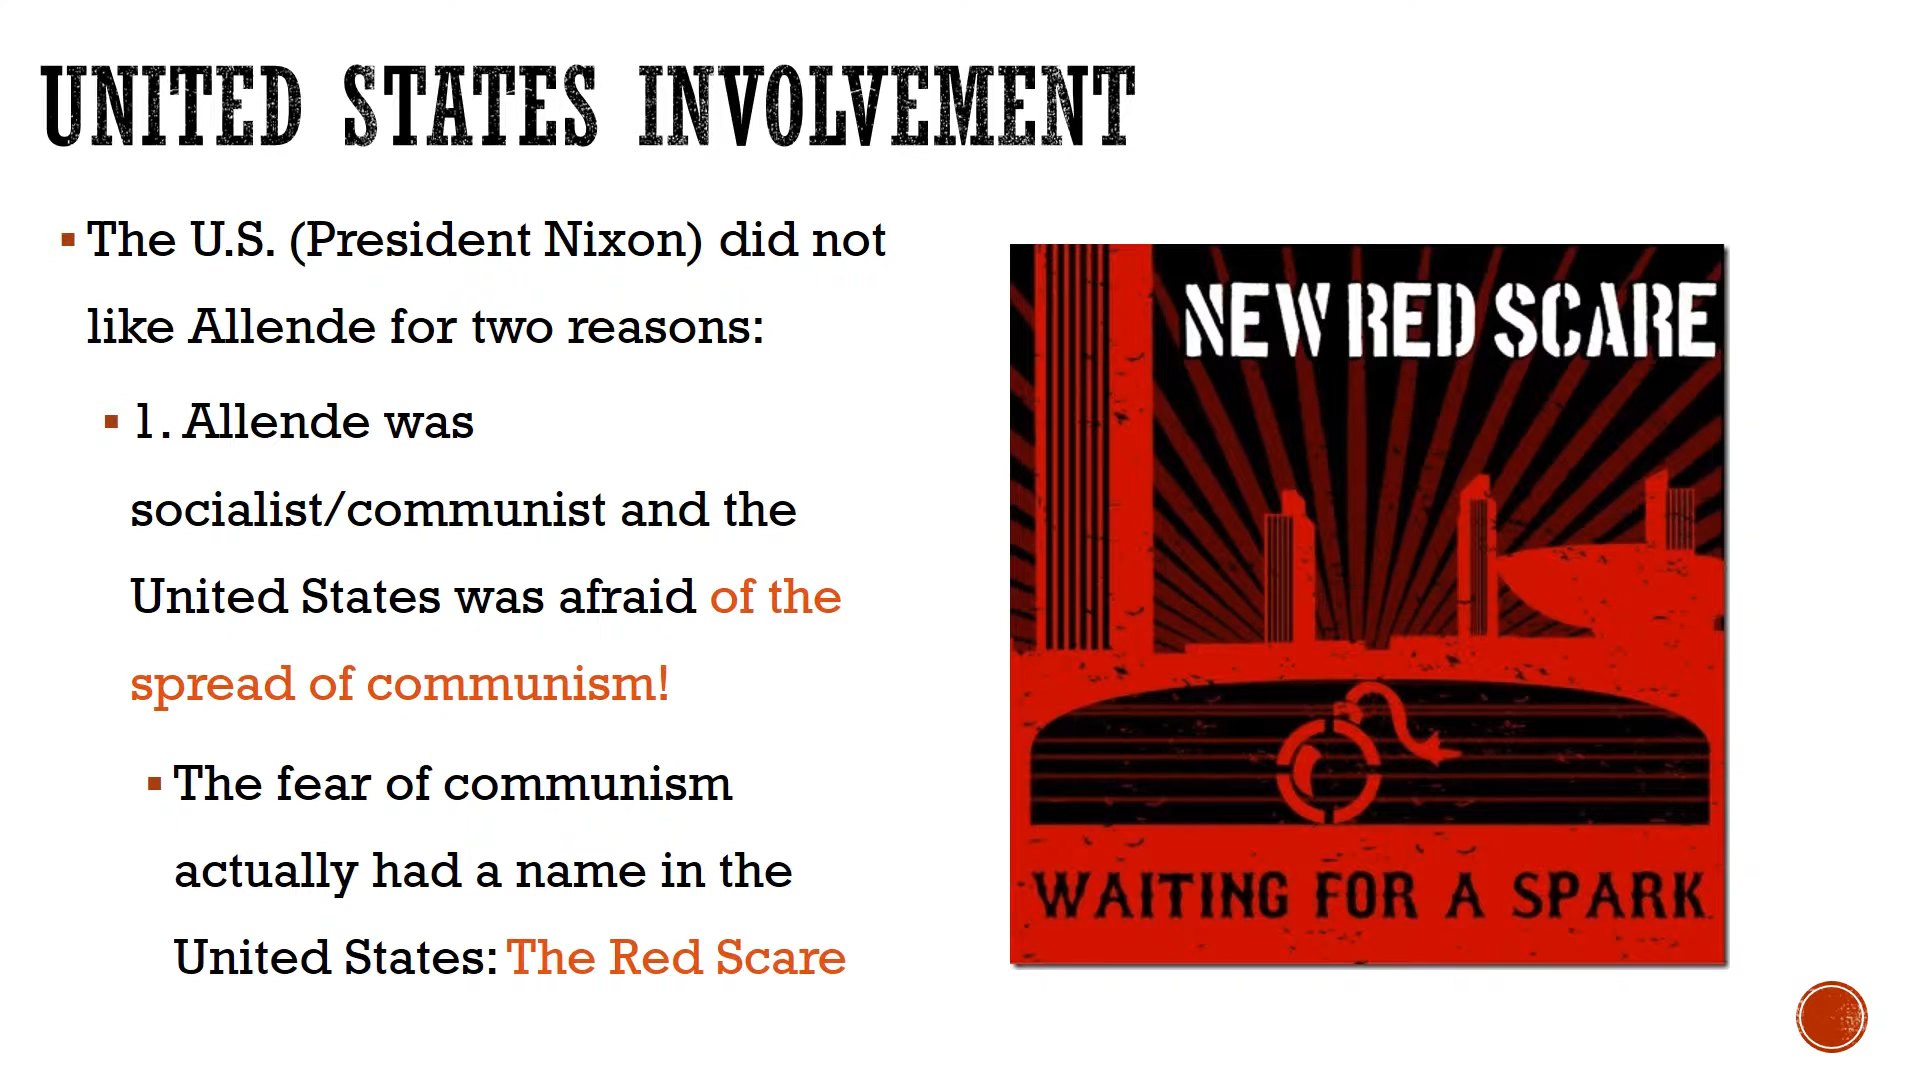 UNITED STATES INVOLVEMENT
The U.S. (President Nixon) did not
like Allende for two reasons:
1. Allende was
socialist/communist and the
United States was afraid of the
spread of communism!
The fear of communism
actually had a name in the
United States: The Red Scare
NEW RED SCARE
WAITING FOR A SPARK